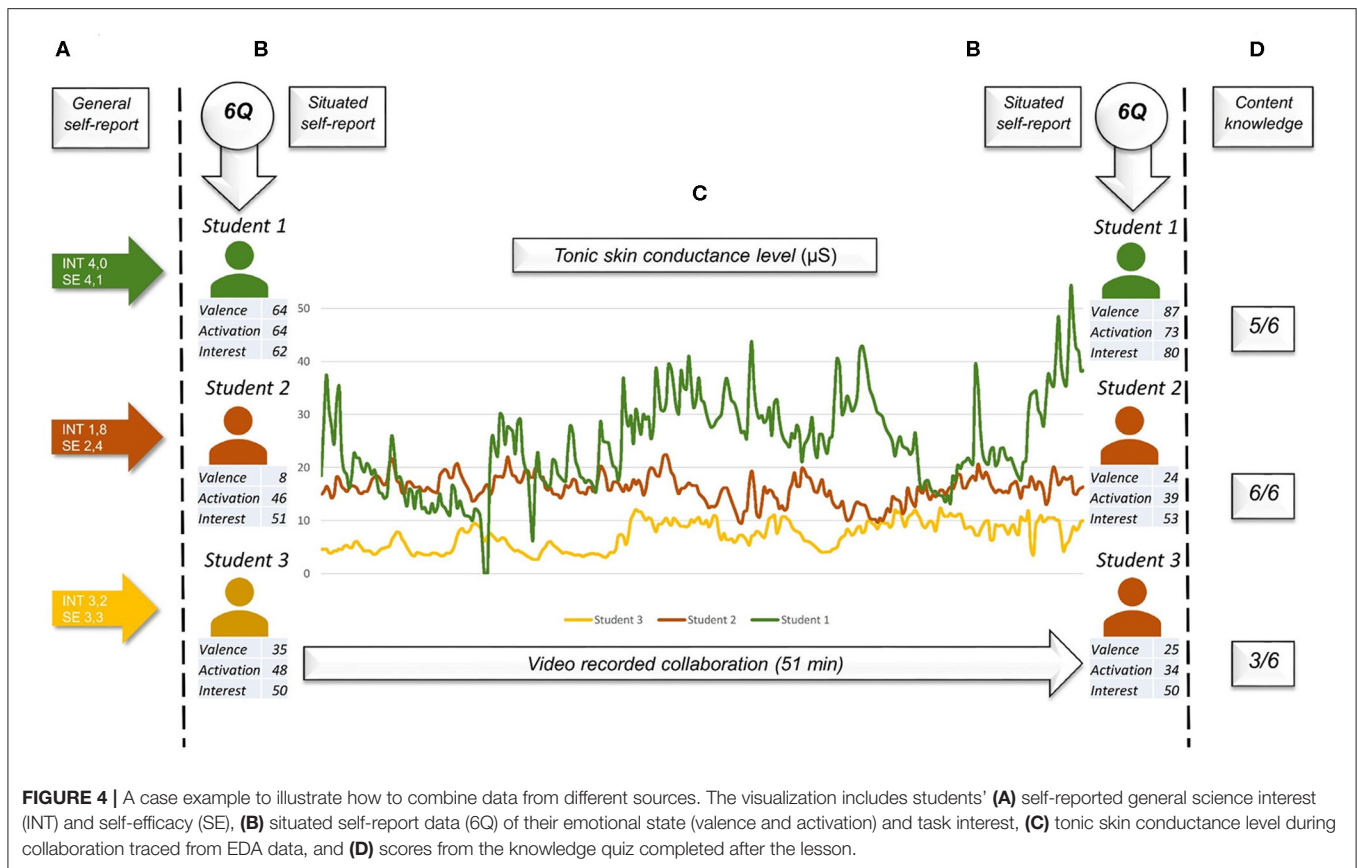 A
B
B
D
General
self-report
6Q
Situated
self-report
Situated
self-report
6Q
Content
knowledge
C
Tonic skin conductance level (µS)
INT 4,0
SE 4,1
Student 1
Valence 64
Activation 64
Interest 62
Student 1
Valence 87
Activation 73
Interest 80
5/6
INT 1,8
SE 2,4
Student 2
Valence 8
Activation 46
Interest 51
Student 2
Valence 24
Activation 39
Interest 53
6/6
INT 3,2
SE 3,3
Student 3
Valence 35
Activation 48
Interest 50
Student 3
Valence 25
Activation 34
Interest 50
3/6
50
40
30
20
10
0
Student 3 Student 2 Student 1
Video recorded collaboration (51 min)
FIGURE 4 | A case example to illustrate how to combine data from different sources. The visualization includes students' (A) self-reported general science interest
(INT) and self-efficacy (SE), (B) situated self-report data (6Q) of their emotional state (valence and activation) and task interest, (C) tonic skin conductance level during
collaboration traced from EDA data, and (D) scores from the knowledge quiz completed after the lesson.